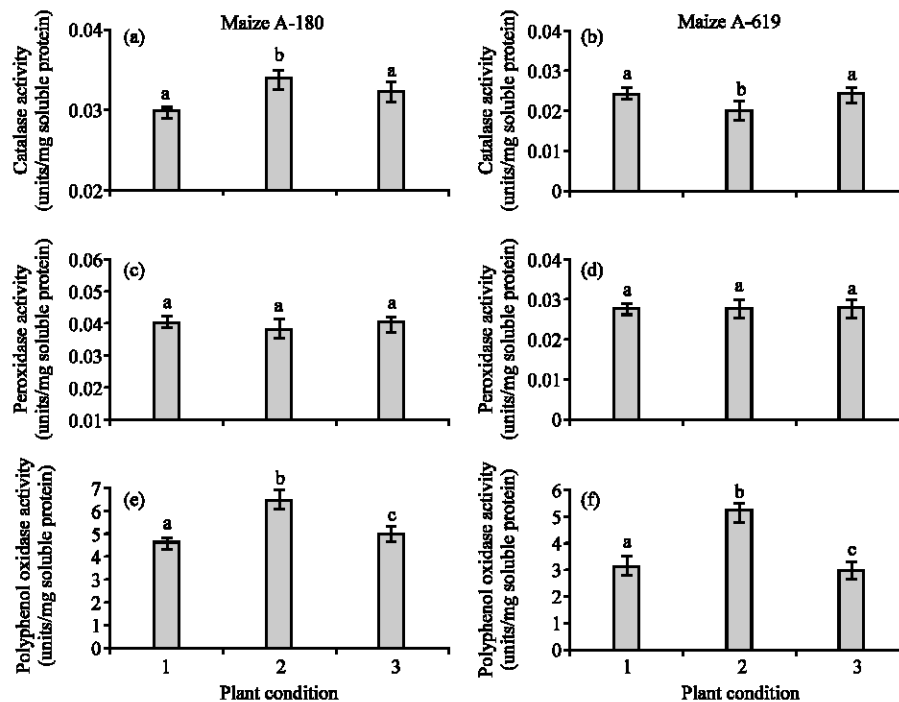 Maize A-180
Maize A-619
Catalase activity
(units/mg soluble protein)
0.04
0.03
0.02
(a)
a
b
a
Catalase activity
(units/mg soluble protein)
0.04
0.03
0.02
0.01
0
(b)
a
b
a
Peroxidase activity
(units/mg soluble protein)
0.06
0.05
0.04
0.04
0.02
0.01
(c)
a
a
a
Peroxidase activity
(units/mg soluble protein)
0.04
0.03
0.02
0.01
0
(d)
a
a
a
Polyphenol oxidase activity
(units/mg soluble protein)
7
6
5
4
3
2
1
0
(e)
a
b
c
1
2
3
Plant condition
Polyphenol oxidase activity
(units/mg soluble protein)
6
5
4
3
2
1
0
(f)
a
b
c
1
2
3
Plant condition